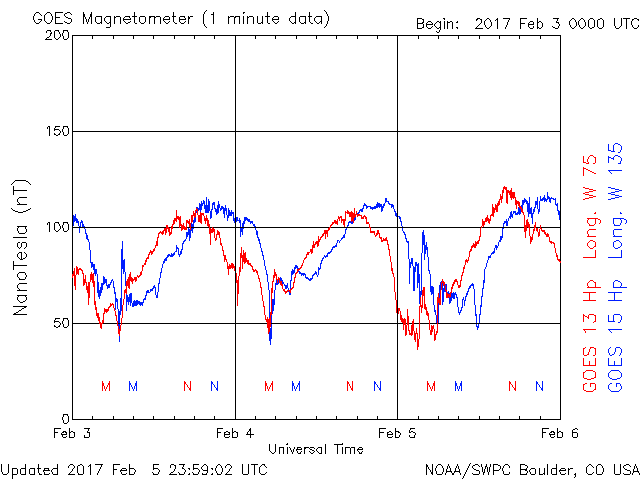 GOES Magnetometer (1 minute data)
Begin: 2017 Feb 3 0000 UTC
200
150
100
50
0
NanoTesla (nT)
M M N N M M N N M M N N
Feb 3 Feb 4 Feb 5 Feb 6
Universal Time
GOES 13 Hp Long. W 75
GOES 15 Hp Long. W 135
Updated 2017 Feb 5 23:59:02 UTC
NOAA/SWPC Boulder, CO USA